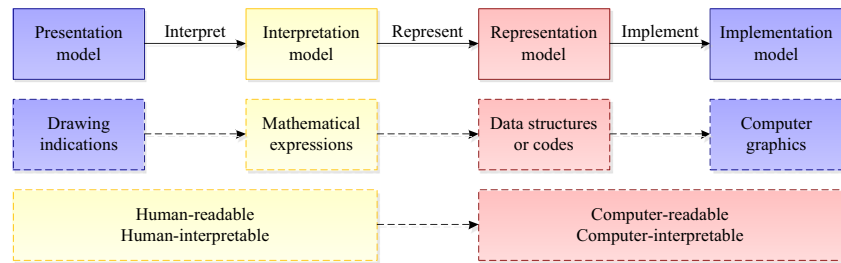 Presentation
model
Interpret
Interpretation
model
Represent
Representation
model
Implement
Implementation
model
Drawing
indications
Mathematical
expressions
Data structures
or codes
Computer
graphics
Human-readable
Human-interpretable
Computer-readable
Computer-interpretable